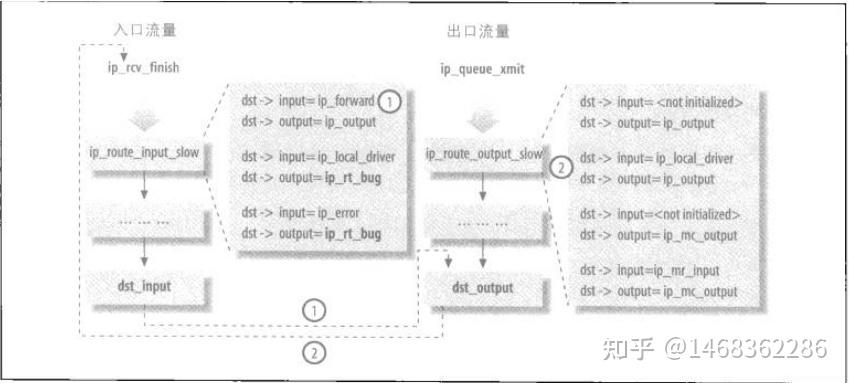 入口流量
出口流量
ip_rcv_finish
ip_queue_xmit
dst -> input= ip_forward ①
dst -> output= ip_output
dst -> input= ip_local_driver
dst -> output= ip_rt_bug
dst -> input= ip_error
dst -> output= ip_rt_bug
dst -> input= <not initialized>
dst -> output= ip_output
② dst -> input= ip_local_driver
dst -> output= ip_output
dst -> input=<not initialized>
dst -> output= ip_mc_output
dst -> input=ip_mr_input
dst -> output= ip_mc_output
ip_route_input_slow
ip_route_output_slow
... ... ...
... ... ...
dst_input
dst_output
①
②
知乎 @1468362286